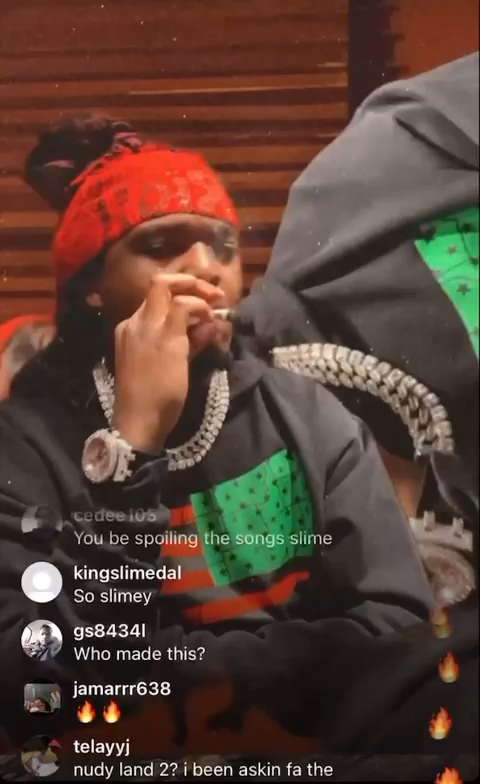 cedee103
You be spoiling the songs slime
kingslimedal
So slimey
gs8434l
Who made this?
jamarrr638
🔥🔥
telayyj
nudy land 2? i been askin fa the